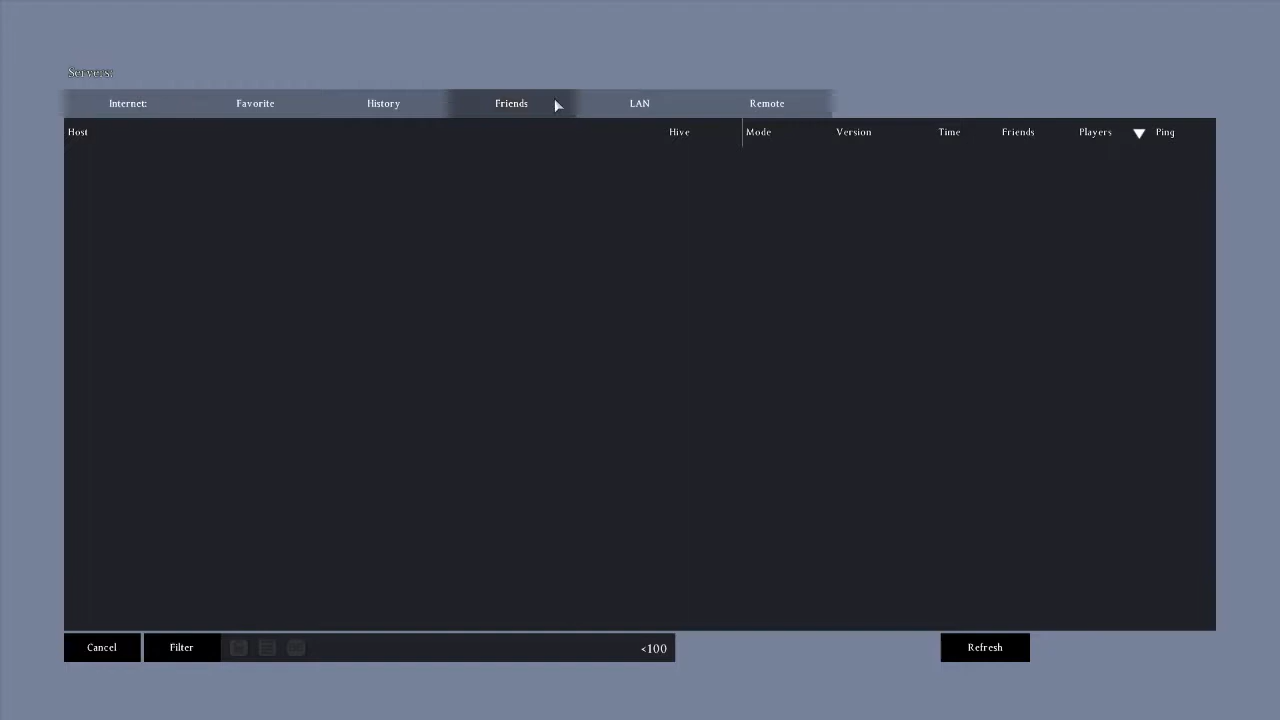 Servers:
Internet: Favorite History Friends LAN Remote
Host Hive Mode Version Time Friends Players Ping
Cancel Filter <100 Refresh